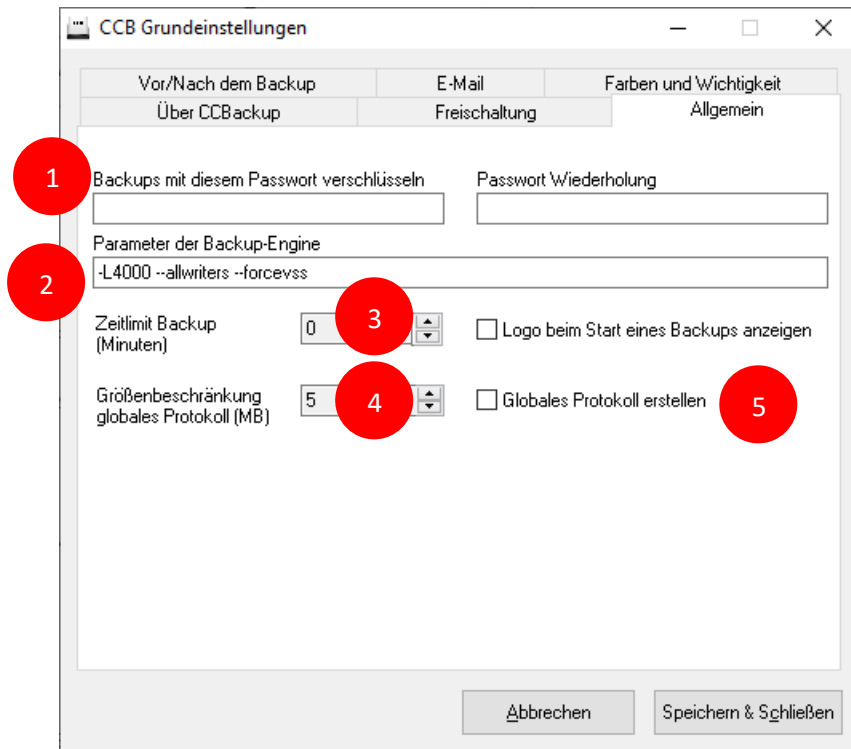 CCB Grundeinstellungen
Vor/Nach dem Backup E-Mail Farben und Wichtigkeit
Über CCBackup Freischaltung Allgemein
1
Backups mit diesem Passwort verschlüsseln Passwort Wiederholung
Parameter der Backup-Engine
2 -L4000 --allwriters --forcevss
Zeitlimit Backup
(Minuten) 0 3 Logo beim Start eines Backups anzeigen
Größenbeschränkung
globales Protokoll (MB) 5 4 Globales Protokoll erstellen 5
Abbrechen Speichern & Schließen